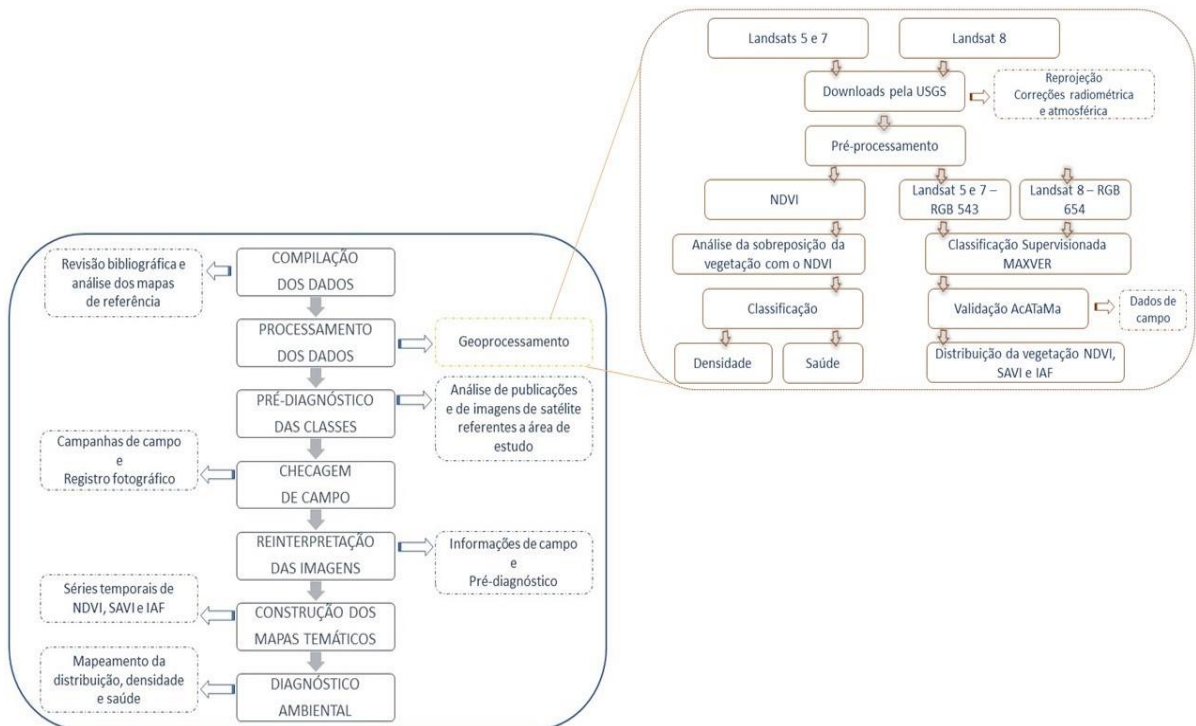 Landsats 5 e 7
Landsat 8
Downloads pela USGS
Reprojeção
Correções radiométrica
e atmosférica
Pré-processamento
NDVI
Landsat 5 e 7 –
RGB 543
Landsat 8 – RGB
654
Análise da sobreposição da
vegetação com o NDVI
Classificação Supervisionada
MAXVER
Classificação
Validação AcATaMa
Dados de
campo
Densidade
Saúde
Distribuição da vegetação NDVI,
SAVI e IAF
Revisão bibliográfica e
análise dos mapas
de referência
COMPILAÇÃO
DOS DADOS
PROCESSAMENTO
DOS DADOS
Geoprocessamento
PRÉ-DIAGNÓSTICO
DAS CLASSES
Análise de publicações
e de imagens de satélite
referentes a área de
estudo
Campanhas de campo
e
Registro fotográfico
CHECAGEM
DE CAMPO
REINTERPRETAÇÃO
DAS IMAGENS
Informações de campo
e
Pré-diagnóstico
Séries temporais de
NDVI, SAVI e IAF
CONSTRUÇÃO DOS
MAPAS TEMÁTICOS
Mapeamento da
distribuição, densidade
e saúde
DIAGNÓSTICO
AMBIENTAL